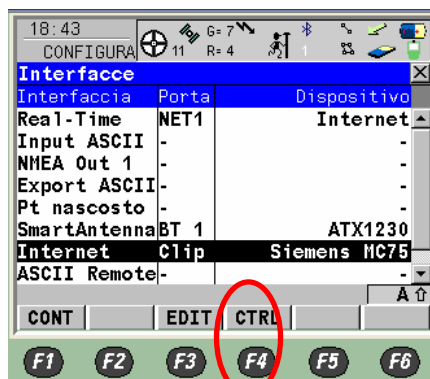 18:43
CONFIGURA
11
G= 7
R= 4
1
Interfacce
Interfaccia Porta Dispositivo
Real-Time NET1 Internet
Input ASCII - -
NMEA Out 1 - -
Export ASCII - -
Pt nascosto - -
SmartAntenna BT 1 ATX1230
Internet Clip Siemens MC75
ASCII Remote - -
A
CONT EDIT CTRL
F1 F2 F3 F4 F5 F6